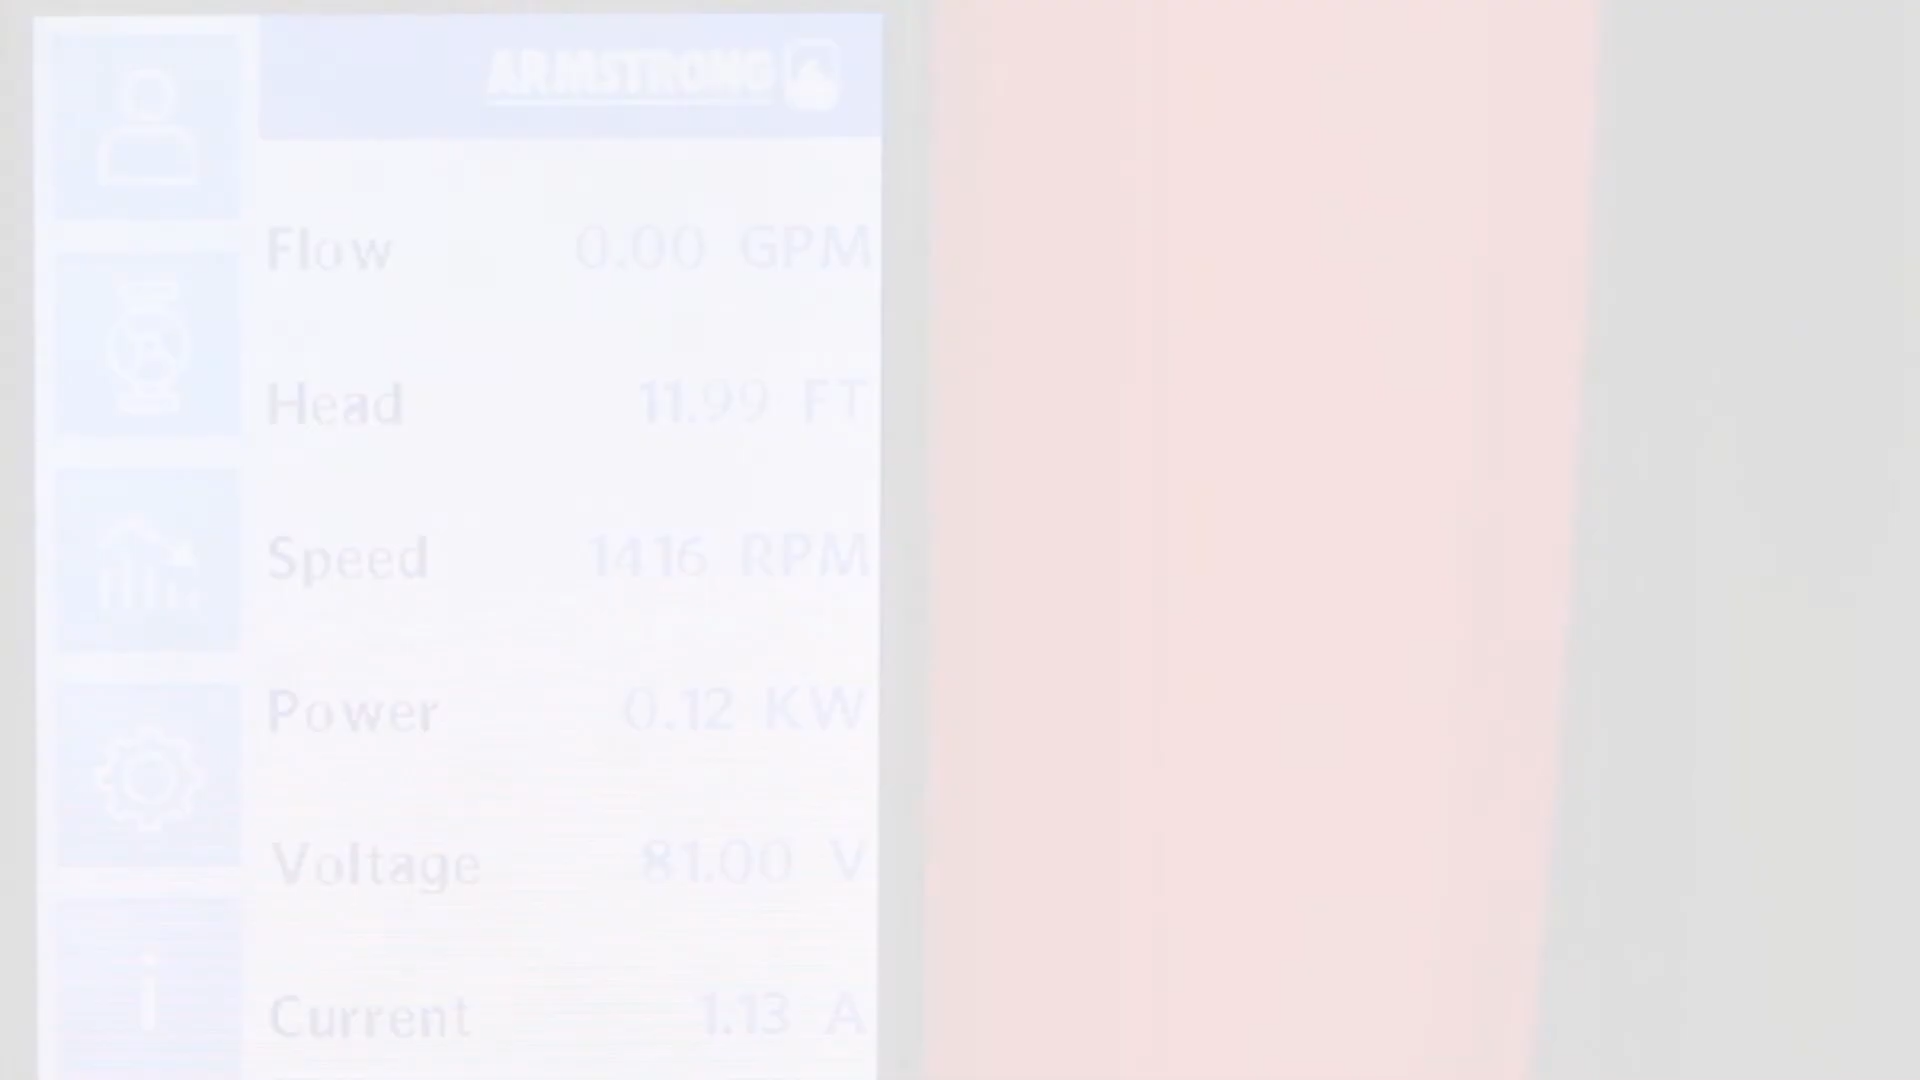 ARMSTRONG
Flow 0.00 GPM
Head 11.99 FT
Speed 1416 RPM
Power 0.12 KW
Voltage 81.00 V
Current 1.13 A